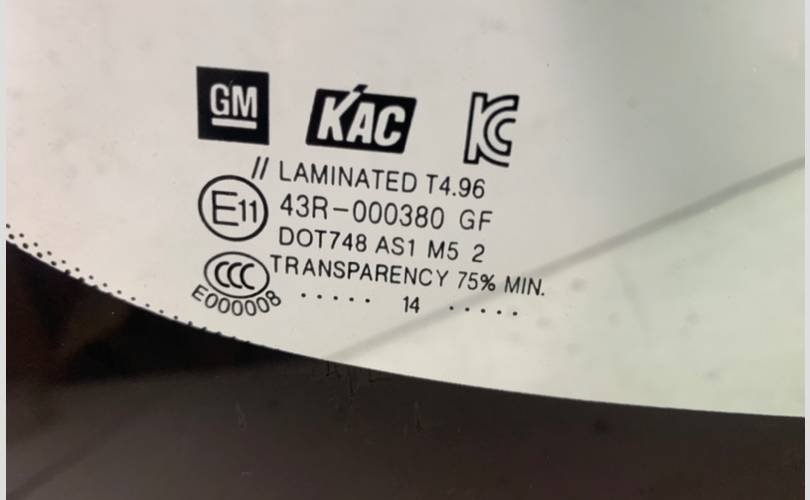 GM KAC KC
// LAMINATED T4.96
E11 43R-000380 GF
DOT748 AS1 M5 2
CCC TRANSPARENCY 75% MIN.
E000008 ..... 14 .....